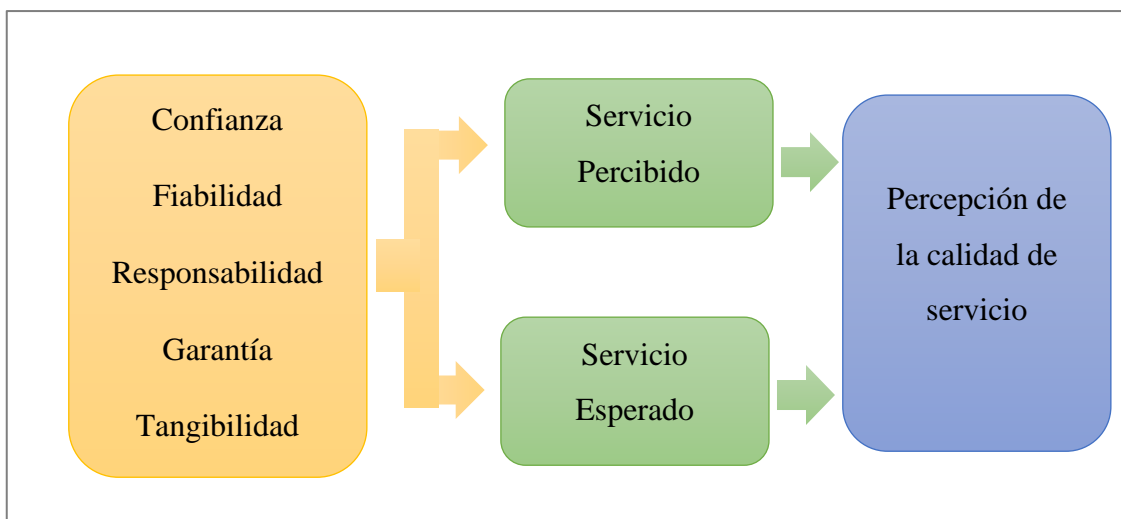 Confianza
Fiabilidad
Responsabilidad
Garantía
Tangibilidad
Servicio
Percibido
Servicio
Esperado
Percepción de
la calidad de
servicio